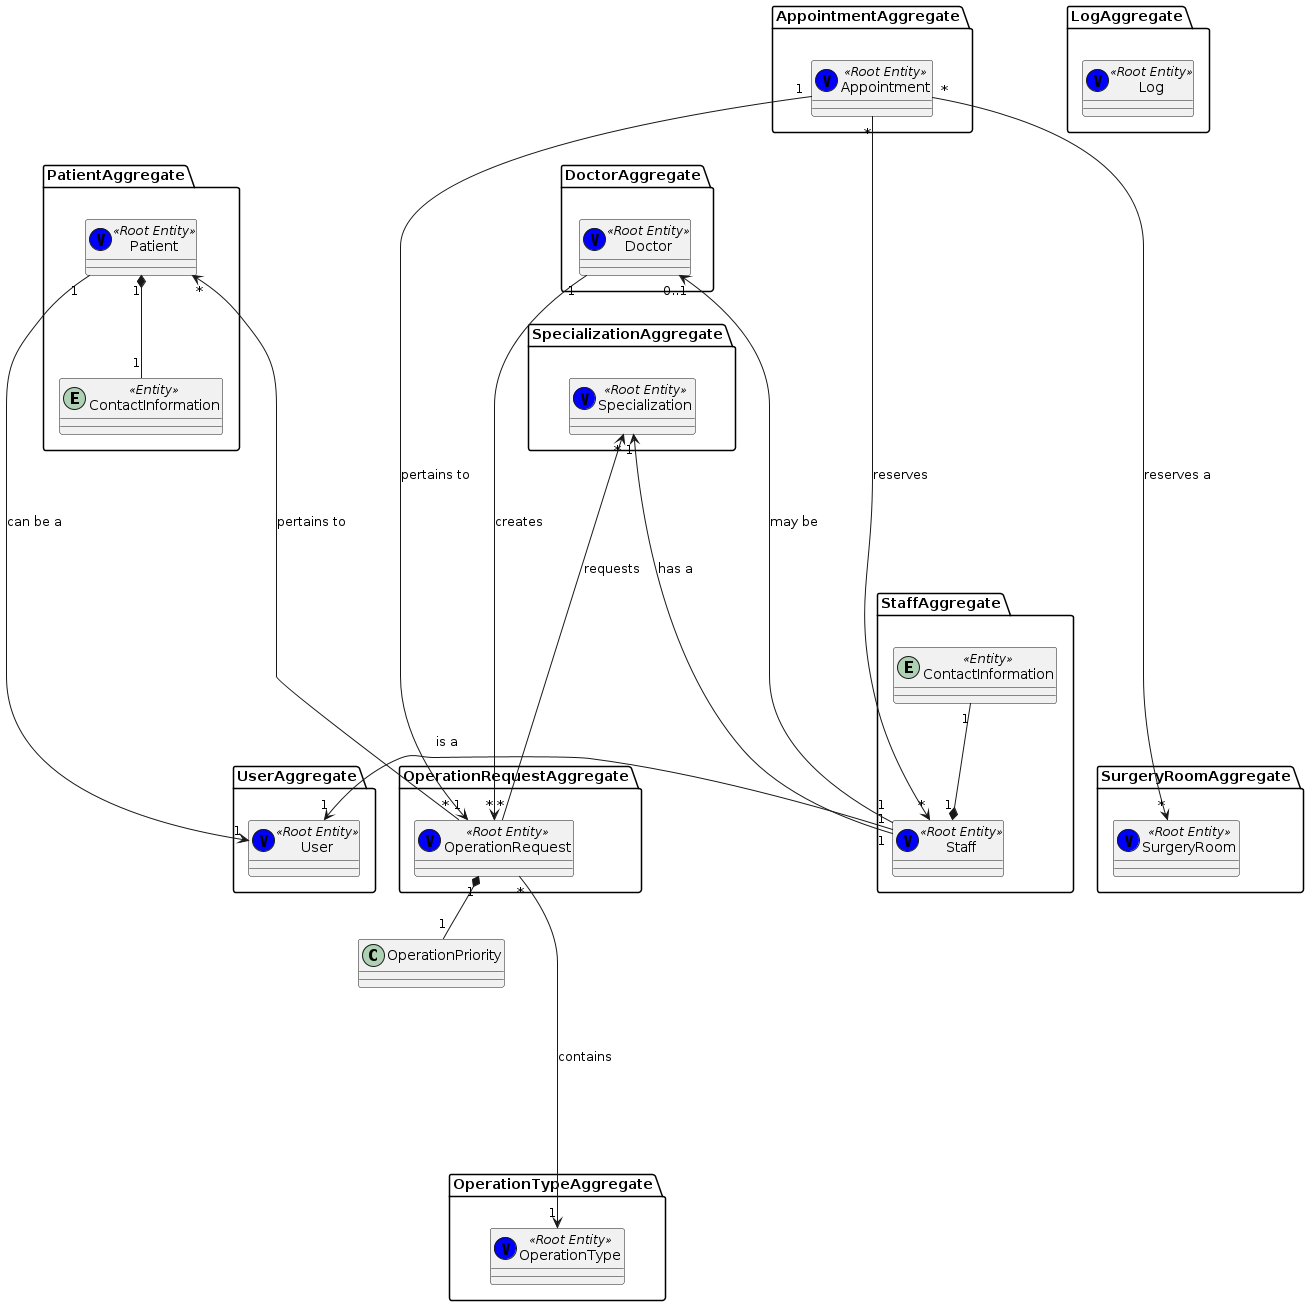 AppointmentAggregate
LogAggregate
V «Root Entity»
Appointment
V «Root Entity»
Log
1
*
*
PatientAggregate
DoctorAggregate
V «Root Entity»
Patient
V «Root Entity»
Doctor
1
1
*
1
0..1
SpecializationAggregate
1
E «Entity»
ContactInformation
V «Root Entity»
Specialization
* 1
pertains to
reserves
reserves a
can be a
pertains to
creates
may be
requests
has a
StaffAggregate
E «Entity»
ContactInformation
1
is a
UserAggregate
OperationRequestAggregate
SurgeryRoomAggregate
1
* 1
* *
1
*
1
*
1
1
V «Root Entity»
User
V «Root Entity»
OperationRequest
1
V «Root Entity»
Staff
V «Root Entity»
SurgeryRoom
1
*
1
C OperationPriority
contains
OperationTypeAggregate
1
V «Root Entity»
OperationType